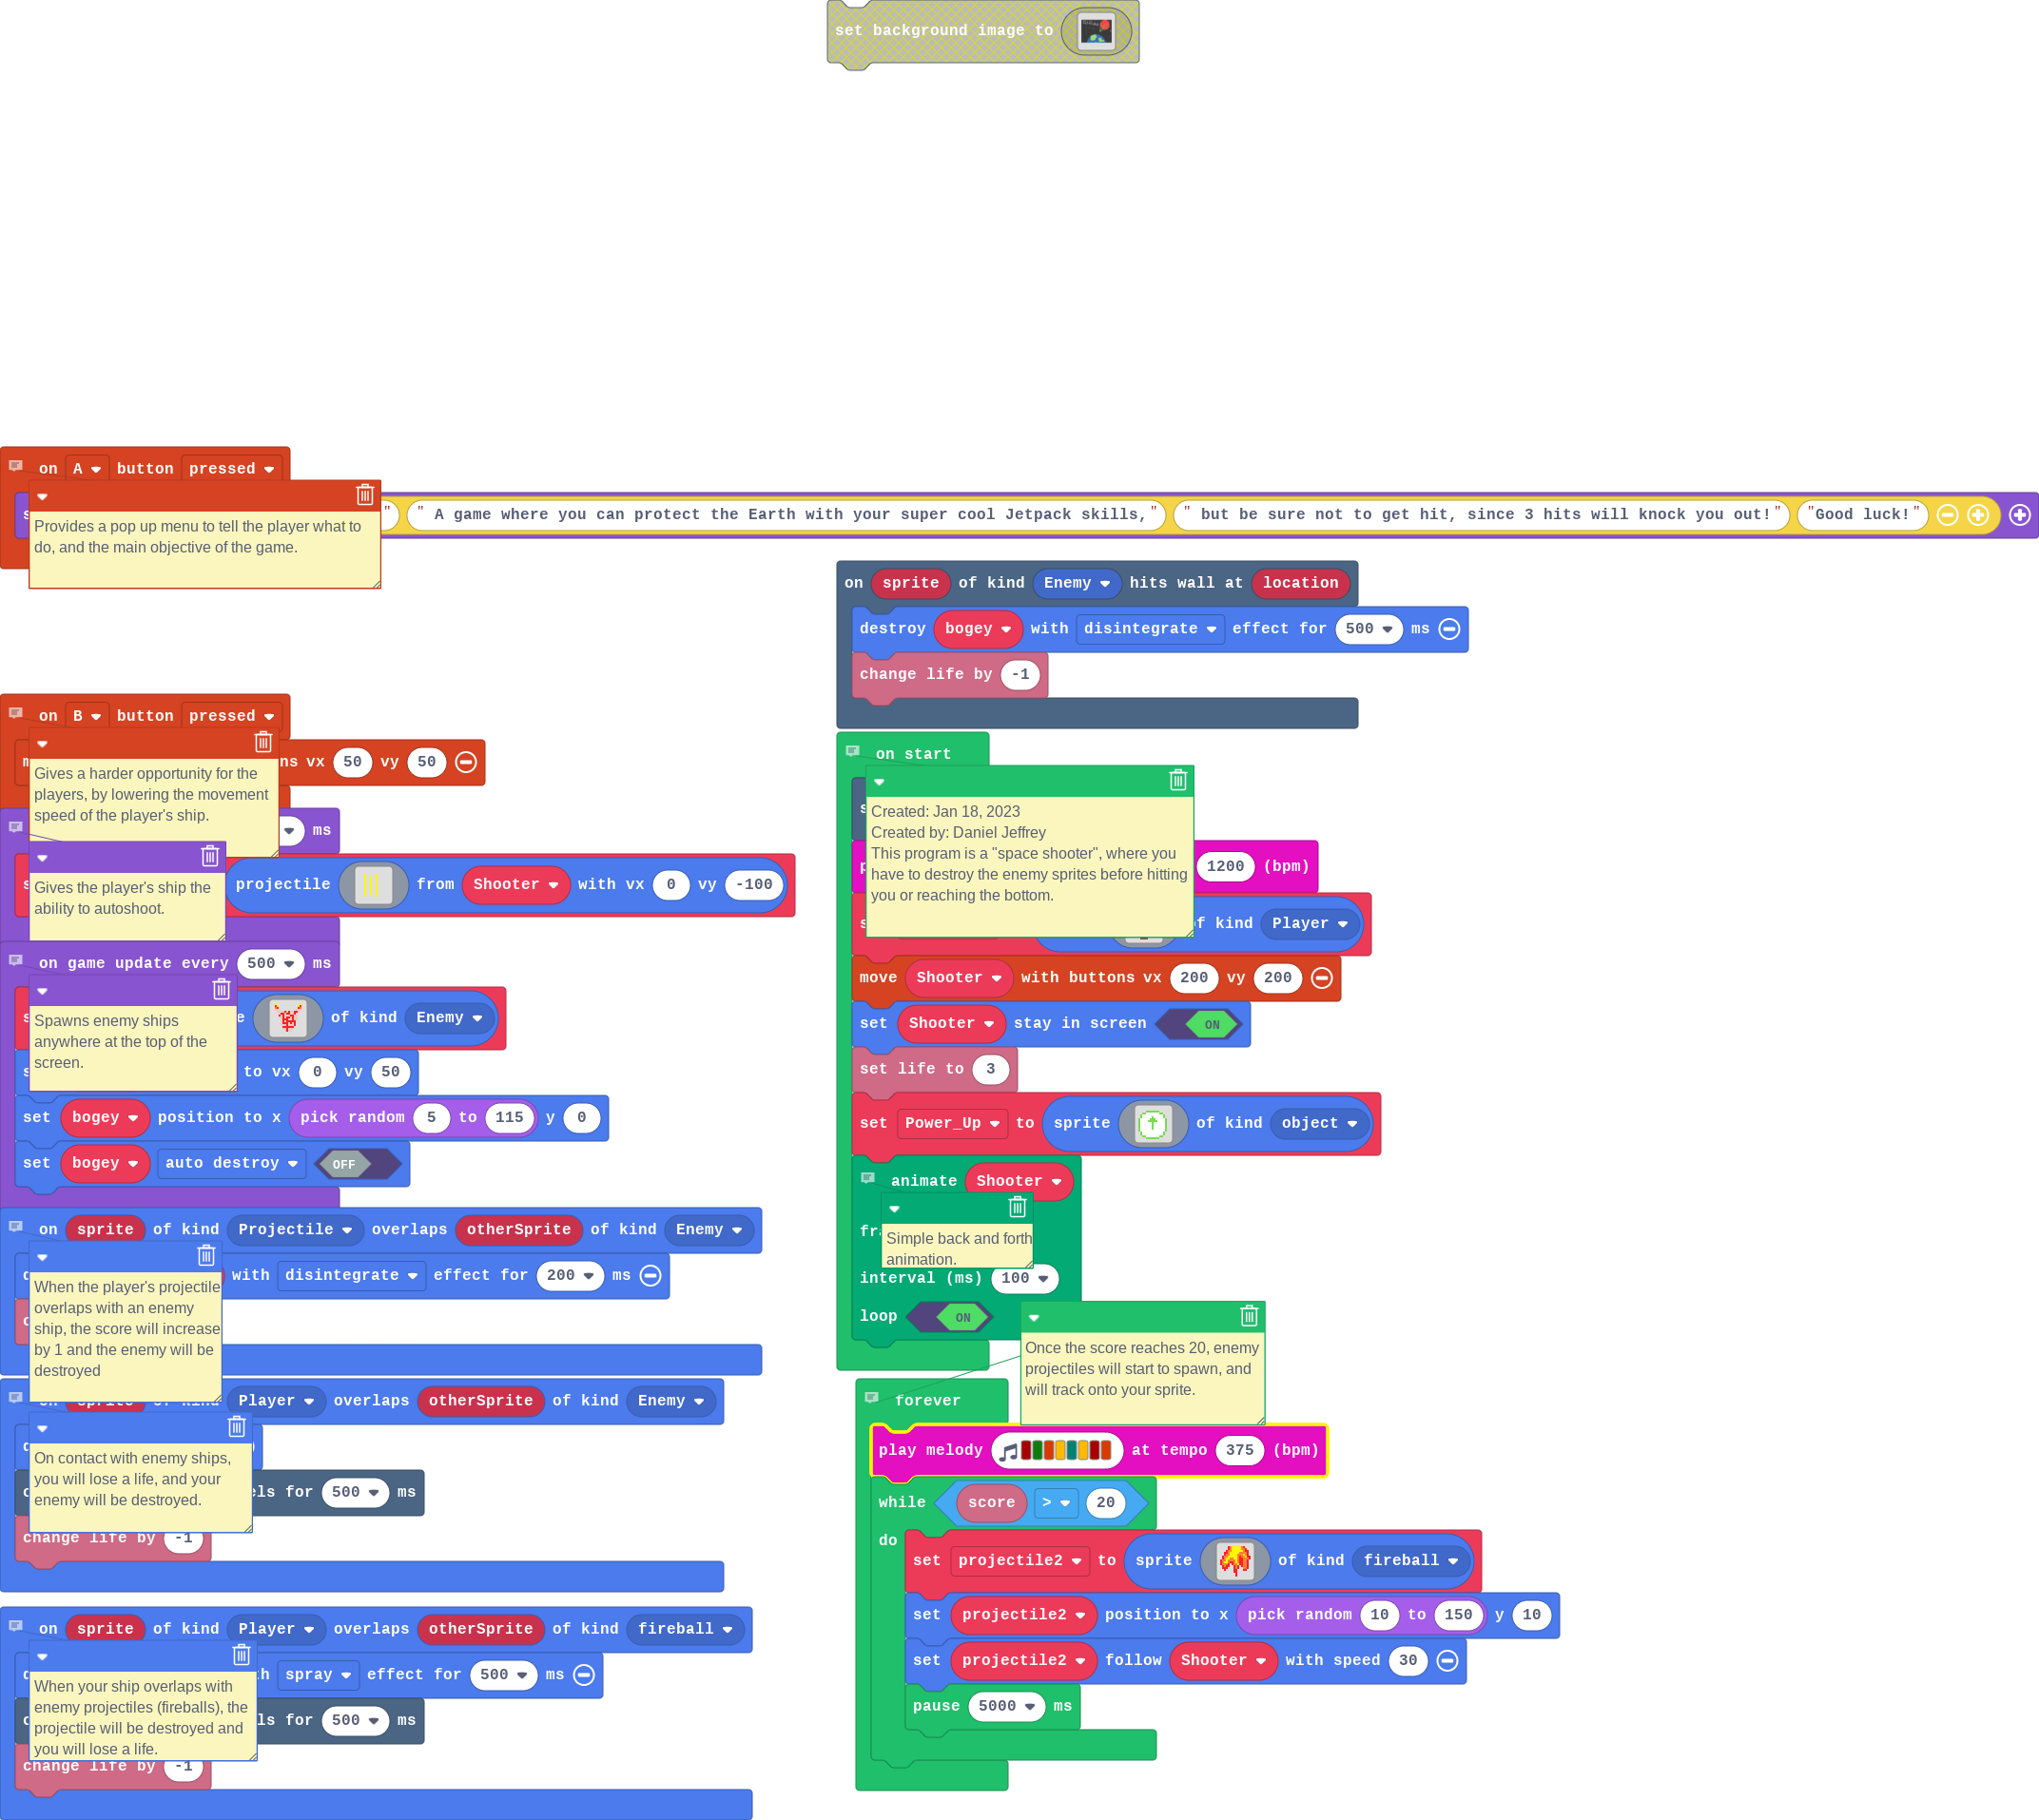 set background image to
on A button pressed
Provides a pop up menu to tell the player what to
do, and the main objective of the game.
" " A game where you can protect the Earth with your super cool Jetpack skills," " but be sure not to get hit, since 3 hits will knock you out!" "Good luck!"
on B button pressed
vx 50 vy 50
Gives a harder opportunity for the
players, by lowering the movement
speed of the player's ship.
ms
projectile from Shooter with vx 0 vy -100
Gives the player's ship the
ability to autoshoot.
on game update every 500 ms
of kind Enemy
Spawns enemy ships
anywhere at the top of the
screen.
to vx 0 vy 50
set bogey position to x pick random 5 to 115 y 0
set bogey auto destroy OFF
on sprite of kind Projectile overlaps otherSprite of kind Enemy
with disintegrate effect for 200 ms
When the player's projectile
overlaps with an enemy
ship, the score will increase
by 1 and the enemy will be
destroyed
on sprite of kind Player overlaps otherSprite of kind Enemy
for 500 ms
On contact with enemy ships,
you will lose a life, and your
enemy will be destroyed.
change life by -1
on sprite of kind Player overlaps otherSprite of kind fireball
spray effect for 500 ms
for 500 ms
When your ship overlaps with
enemy projectiles (fireballs), the
projectile will be destroyed and
you will lose a life.
change life by -1
on sprite of kind Enemy hits wall at location
destroy bogey with disintegrate effect for 500 ms
change life by -1
on start
Created: Jan 18, 2023
Created by: Daniel Jeffrey
This program is a "space shooter", where you
have to destroy the enemy sprites before hitting
you or reaching the bottom.
1200 (bpm)
kind Player
move Shooter with buttons vx 200 vy 200
set Shooter stay in screen ON
set life to 3
set Power_Up to sprite of kind object
animate Shooter
Simple back and forth
animation.
interval (ms) 100
loop ON
Once the score reaches 20, enemy
projectiles will start to spawn, and
will track onto your sprite.
forever
play melody at tempo 375 (bpm)
while score > 20
do
set projectile2 to sprite of kind fireball
set projectile2 position to x pick random 10 to 150 y 10
set projectile2 follow Shooter with speed 30
pause 5000 ms